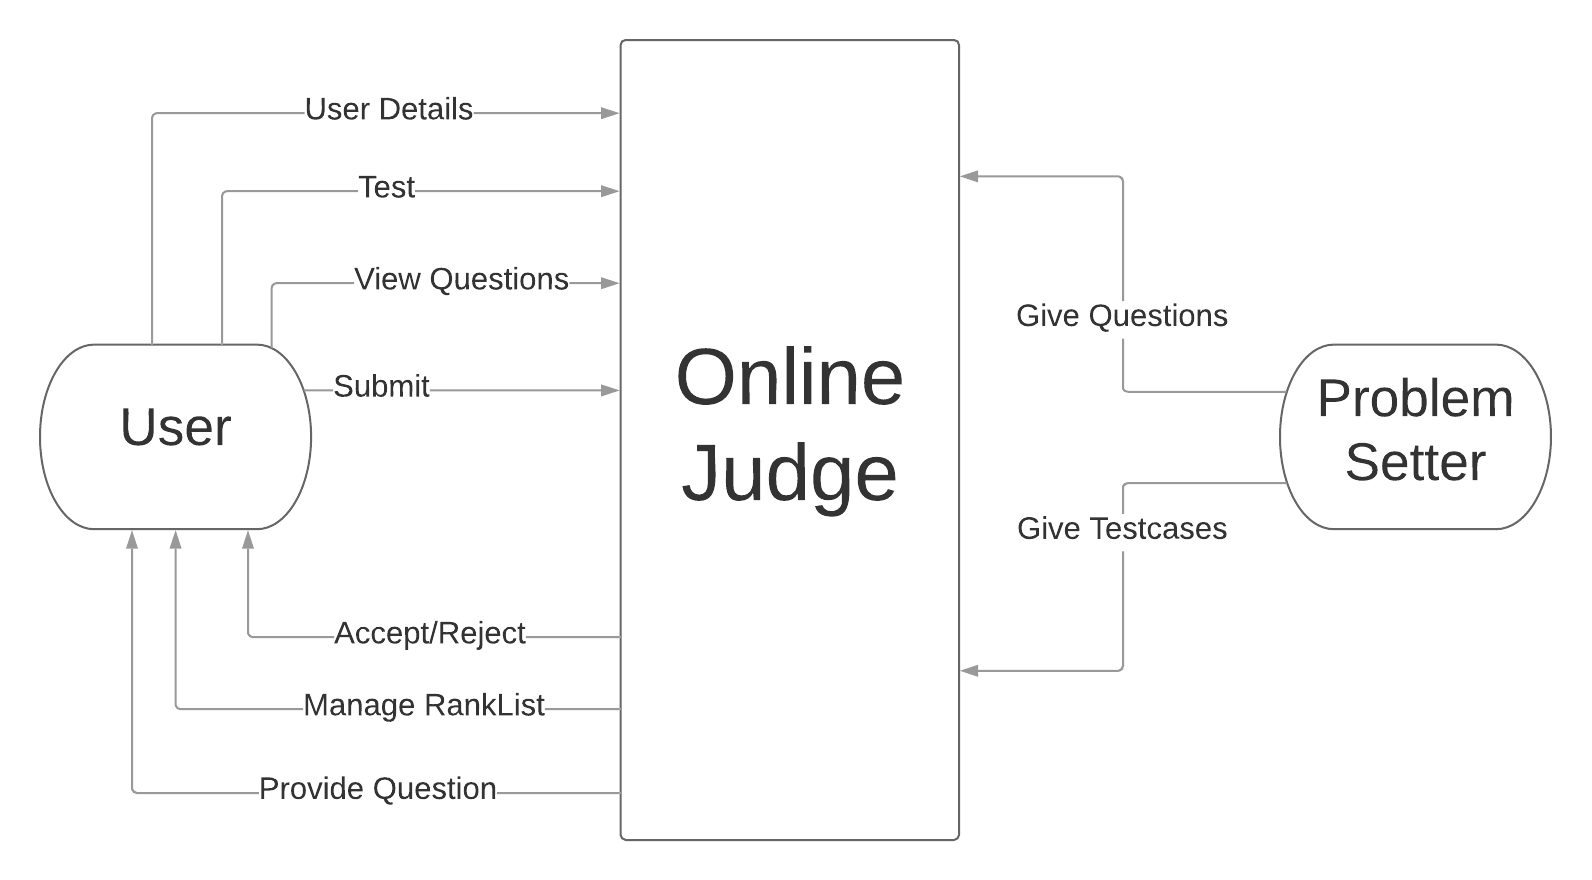 User Details
Test
View Questions
Submit
User
Accept/Reject
Manage RankList
Provide Question
Online
Judge
Give Questions
Give Testcases
Problem
Setter